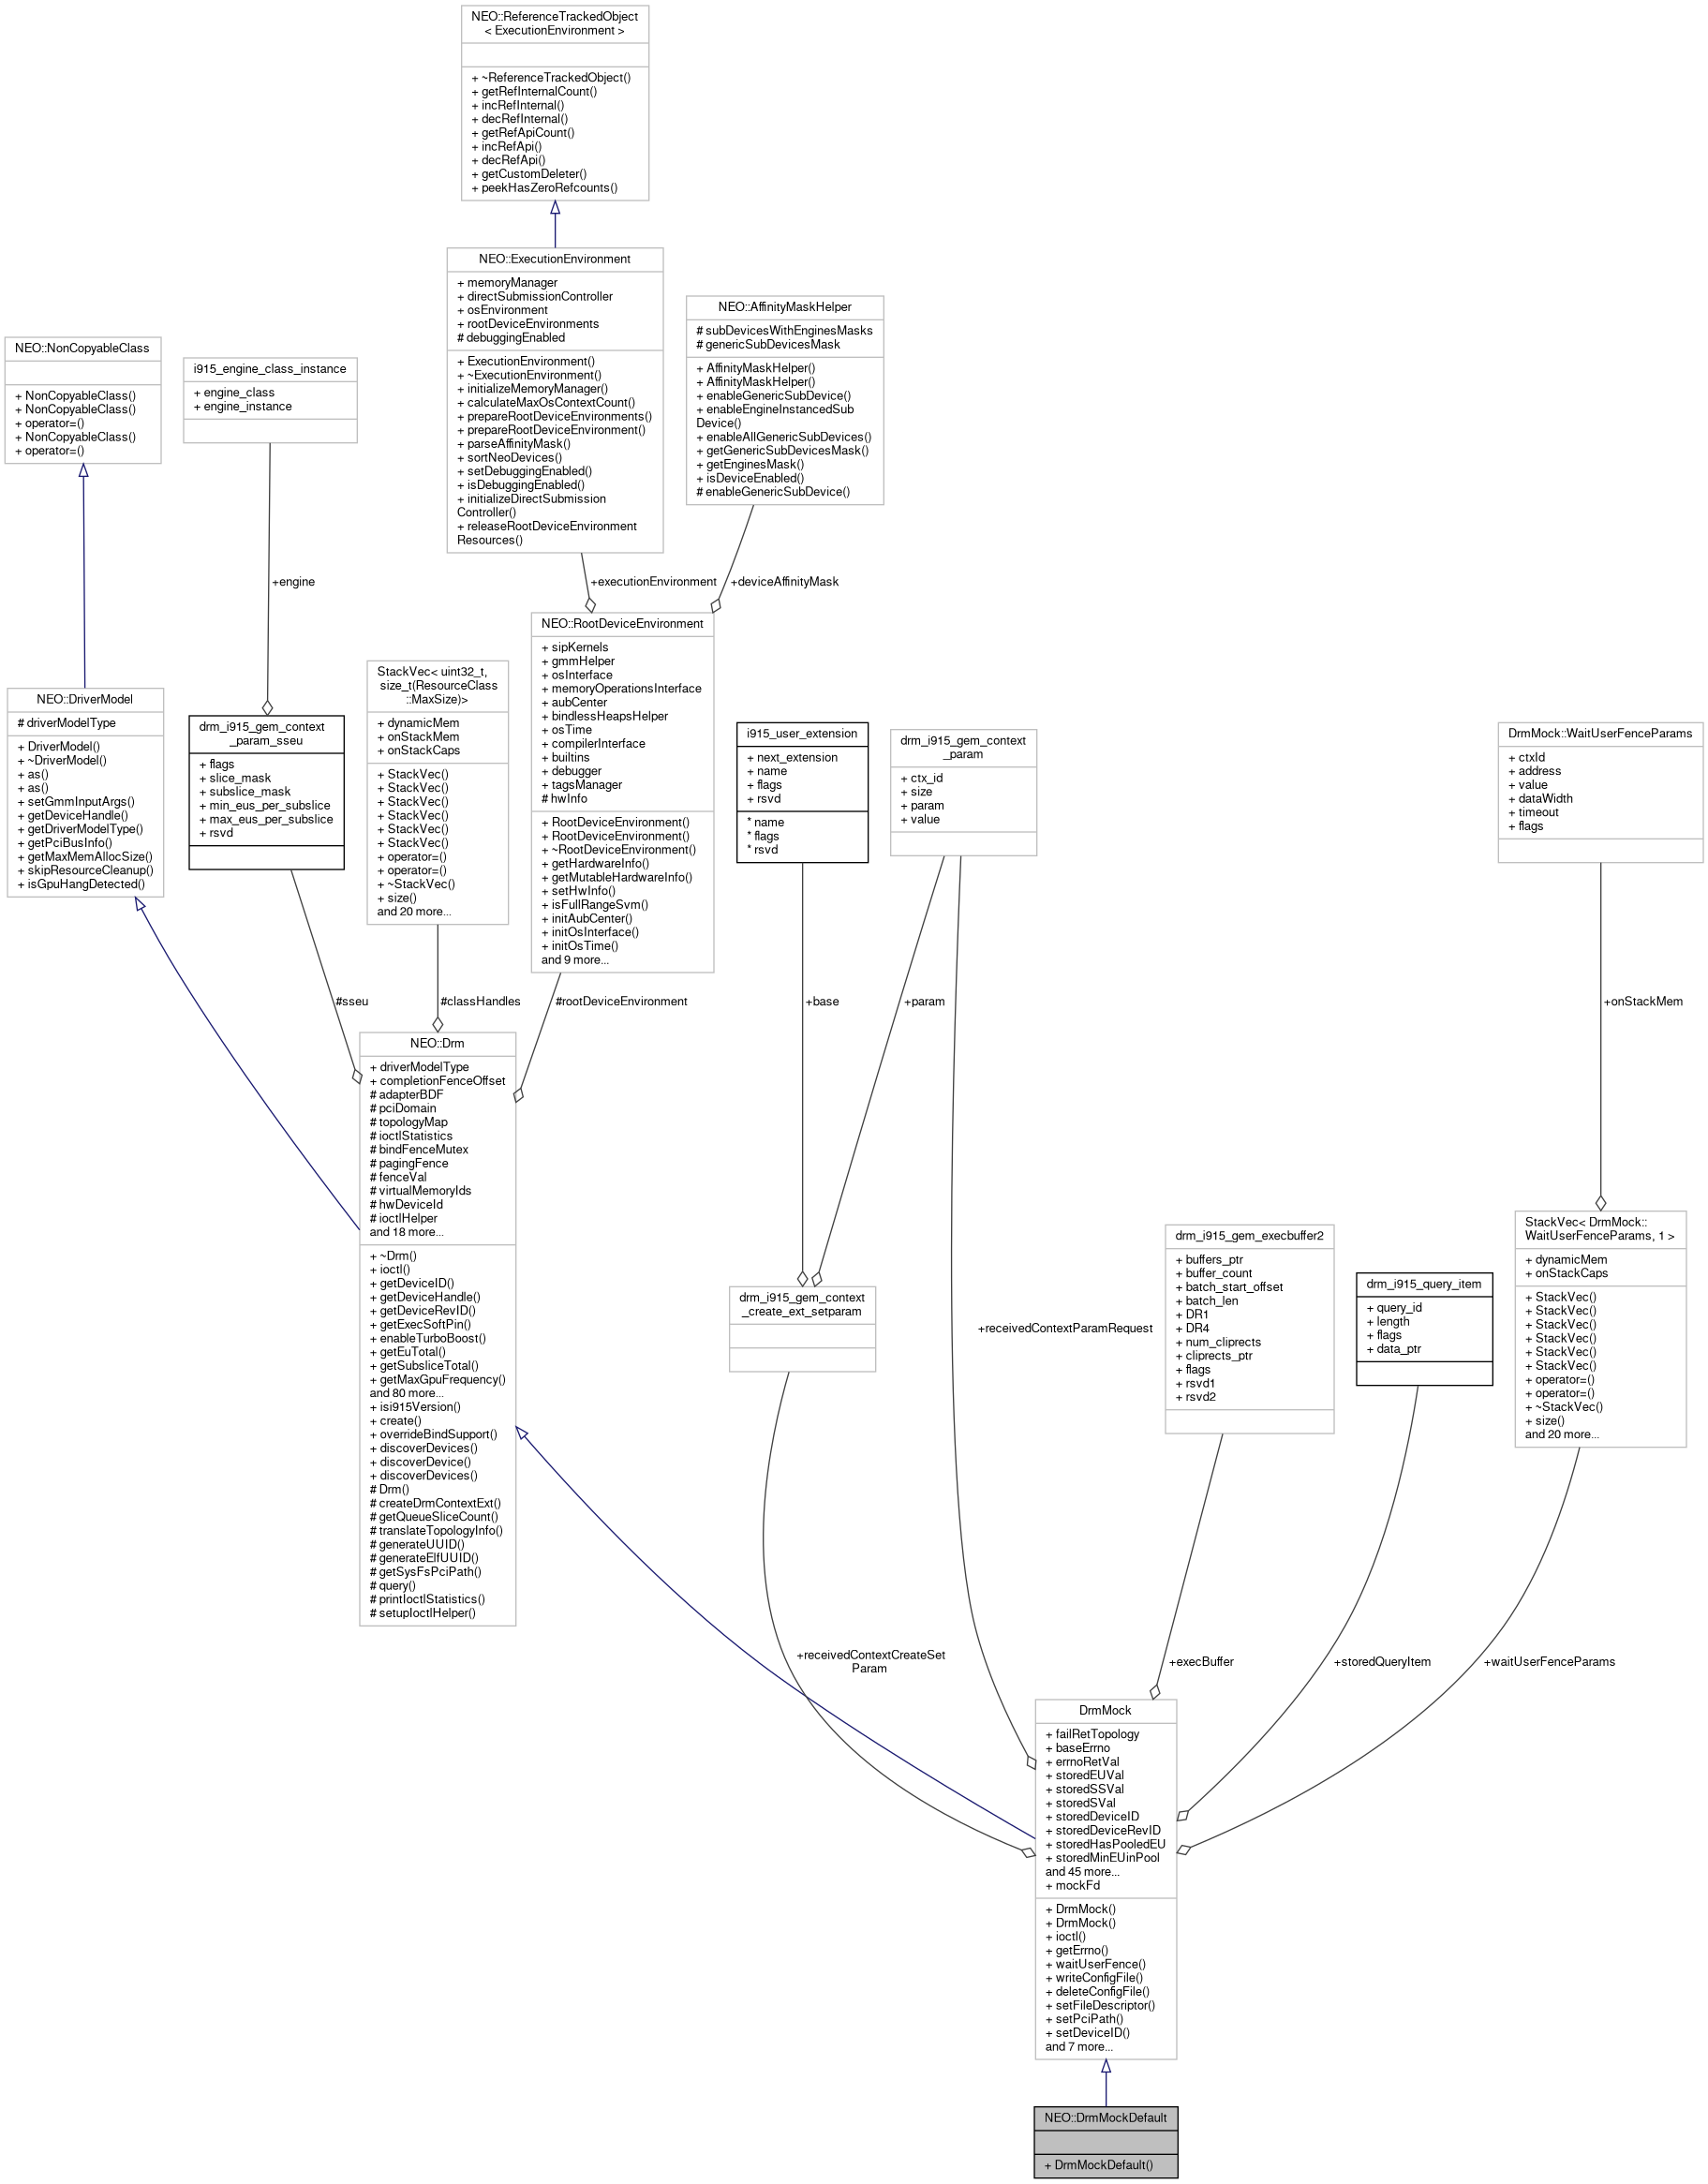 NEO::ReferenceTrackedObject
< ExecutionEnvironment >
+ ~ReferenceTrackedObject()
+ getRefInternalCount()
+ incRefInternal()
+ decRefInternal()
+ getRefApiCount()
+ incRefApi()
+ decRefApi()
+ getCustomDeleter()
+ peekHasZeroRefcounts()
NEO::ExecutionEnvironment
+ memoryManager
+ directSubmissionController
+ osEnvironment
+ rootDeviceEnvironments
# debuggingEnabled
+ ExecutionEnvironment()
+ ~ExecutionEnvironment()
+ initializeMemoryManager()
+ calculateMaxOsContextCount()
+ prepareRootDeviceEnvironments()
+ prepareRootDeviceEnvironment()
+ parseAffinityMask()
+ sortNeoDevices()
+ setDebuggingEnabled()
+ isDebuggingEnabled()
+ initializeDirectSubmission
Controller()
+ releaseRootDeviceEnvironment
Resources()
NEO::AffinityMaskHelper
# subDevicesWithEnginesMasks
# genericSubDevicesMask
+ AffinityMaskHelper()
+ AffinityMaskHelper()
+ enableGenericSubDevice()
+ enableEngineInstancedSub
Device()
+ enableAllGenericSubDevices()
+ getGenericSubDevicesMask()
+ getEnginesMask()
+ isDeviceEnabled()
# enableGenericSubDevice()
NEO::NonCopyableClass
+ NonCopyableClass()
+ NonCopyableClass()
+ operator=()
+ NonCopyableClass()
+ operator=()
i915_engine_class_instance
+ engine_class
+ engine_instance
+engine
+executionEnvironment
+deviceAffinityMask
NEO::DriverModel
# driverModelType
+ DriverModel()
+ ~DriverModel()
+ as()
+ as()
+ setGmmInputArgs()
+ getDeviceHandle()
+ getDriverModelType()
+ getPciBusInfo()
+ getMaxMemAllocSize()
+ skipResourceCleanup()
+ isGpuHangDetected()
drm_i915_gem_context
_param_sseu
+ flags
+ slice_mask
+ subslice_mask
+ min_eus_per_subslice
+ max_eus_per_subslice
+ rsvd
StackVec< uint32_t,
size_t(ResourceClass
::MaxSize)>
+ dynamicMem
+ onStackMem
+ onStackCaps
+ StackVec()
+ StackVec()
+ StackVec()
+ StackVec()
+ StackVec()
+ StackVec()
+ operator=()
+ operator=()
+ ~StackVec()
+ size()
and 20 more...
NEO::RootDeviceEnvironment
+ sipKernels
+ gmmHelper
+ osInterface
+ memoryOperationsInterface
+ aubCenter
+ bindlessHeapsHelper
+ osTime
+ compilerInterface
+ builtins
+ debugger
+ tagsManager
# hwInfo
+ RootDeviceEnvironment()
+ RootDeviceEnvironment()
+ ~RootDeviceEnvironment()
+ getHardwareInfo()
+ getMutableHardwareInfo()
+ setHwInfo()
+ isFullRangeSvm()
+ initAubCenter()
+ initOsInterface()
+ initOsTime()
and 9 more...
i915_user_extension
+ next_extension
+ name
+ flags
+ rsvd
* name
* flags
* rsvd
drm_i915_gem_context
_param
+ ctx_id
+ size
+ param
+ value
DrmMock::WaitUserFenceParams
+ ctxId
+ address
+ value
+ dataWidth
+ timeout
+ flags
#sseu
#classHandles
#rootDeviceEnvironment
+base
+param
+onStackMem
NEO::Drm
+ driverModelType
+ completionFenceOffset
# adapterBDF
# pciDomain
# topologyMap
# ioctlStatistics
# bindFenceMutex
# pagingFence
# fenceVal
# virtualMemoryIds
# hwDeviceId
# ioctlHelper
and 18 more...
+ ~Drm()
+ ioctl()
+ getDeviceID()
+ getDeviceHandle()
+ getDeviceRevID()
+ getExecSoftPin()
+ enableTurboBoost()
+ getEuTotal()
+ getSubsliceTotal()
+ getMaxGpuFrequency()
and 80 more...
+ isi915Version()
+ create()
+ overrideBindSupport()
+ discoverDevices()
+ discoverDevice()
+ discoverDevices()
# Drm()
# createDrmContextExt()
# getQueueSliceCount()
# translateTopologyInfo()
# generateUUID()
# generateElfUUID()
# getSysFsPciPath()
# query()
# printIoctlStatistics()
# setupIoctlHelper()
drm_i915_gem_context
_create_ext_setparam
+receivedContextParamRequest
drm_i915_gem_execbuffer2
+ buffers_ptr
+ buffer_count
+ batch_start_offset
+ batch_len
+ DR1
+ DR4
+ num_cliprects
+ cliprects_ptr
+ flags
+ rsvd1
+ rsvd2
drm_i915_query_item
+ query_id
+ length
+ flags
+ data_ptr
StackVec< DrmMock::
WaitUserFenceParams, 1 >
+ dynamicMem
+ onStackCaps
+ StackVec()
+ StackVec()
+ StackVec()
+ StackVec()
+ StackVec()
+ StackVec()
+ operator=()
+ operator=()
+ ~StackVec()
+ size()
and 20 more...
+receivedContextCreateSet
Param
+execBuffer
+storedQueryItem
+waitUserFenceParams
DrmMock
+ failRetTopology
+ baseErrno
+ errnoRetVal
+ storedEUVal
+ storedSSVal
+ storedSVal
+ storedDeviceID
+ storedDeviceRevID
+ storedHasPooledEU
+ storedMinEUinPool
and 45 more...
+ mockFd
+ DrmMock()
+ DrmMock()
+ ioctl()
+ getErrno()
+ waitUserFence()
+ writeConfigFile()
+ deleteConfigFile()
+ setFileDescriptor()
+ setPciPath()
+ setDeviceID()
and 7 more...
NEO::DrmMockDefault
+ DrmMockDefault()